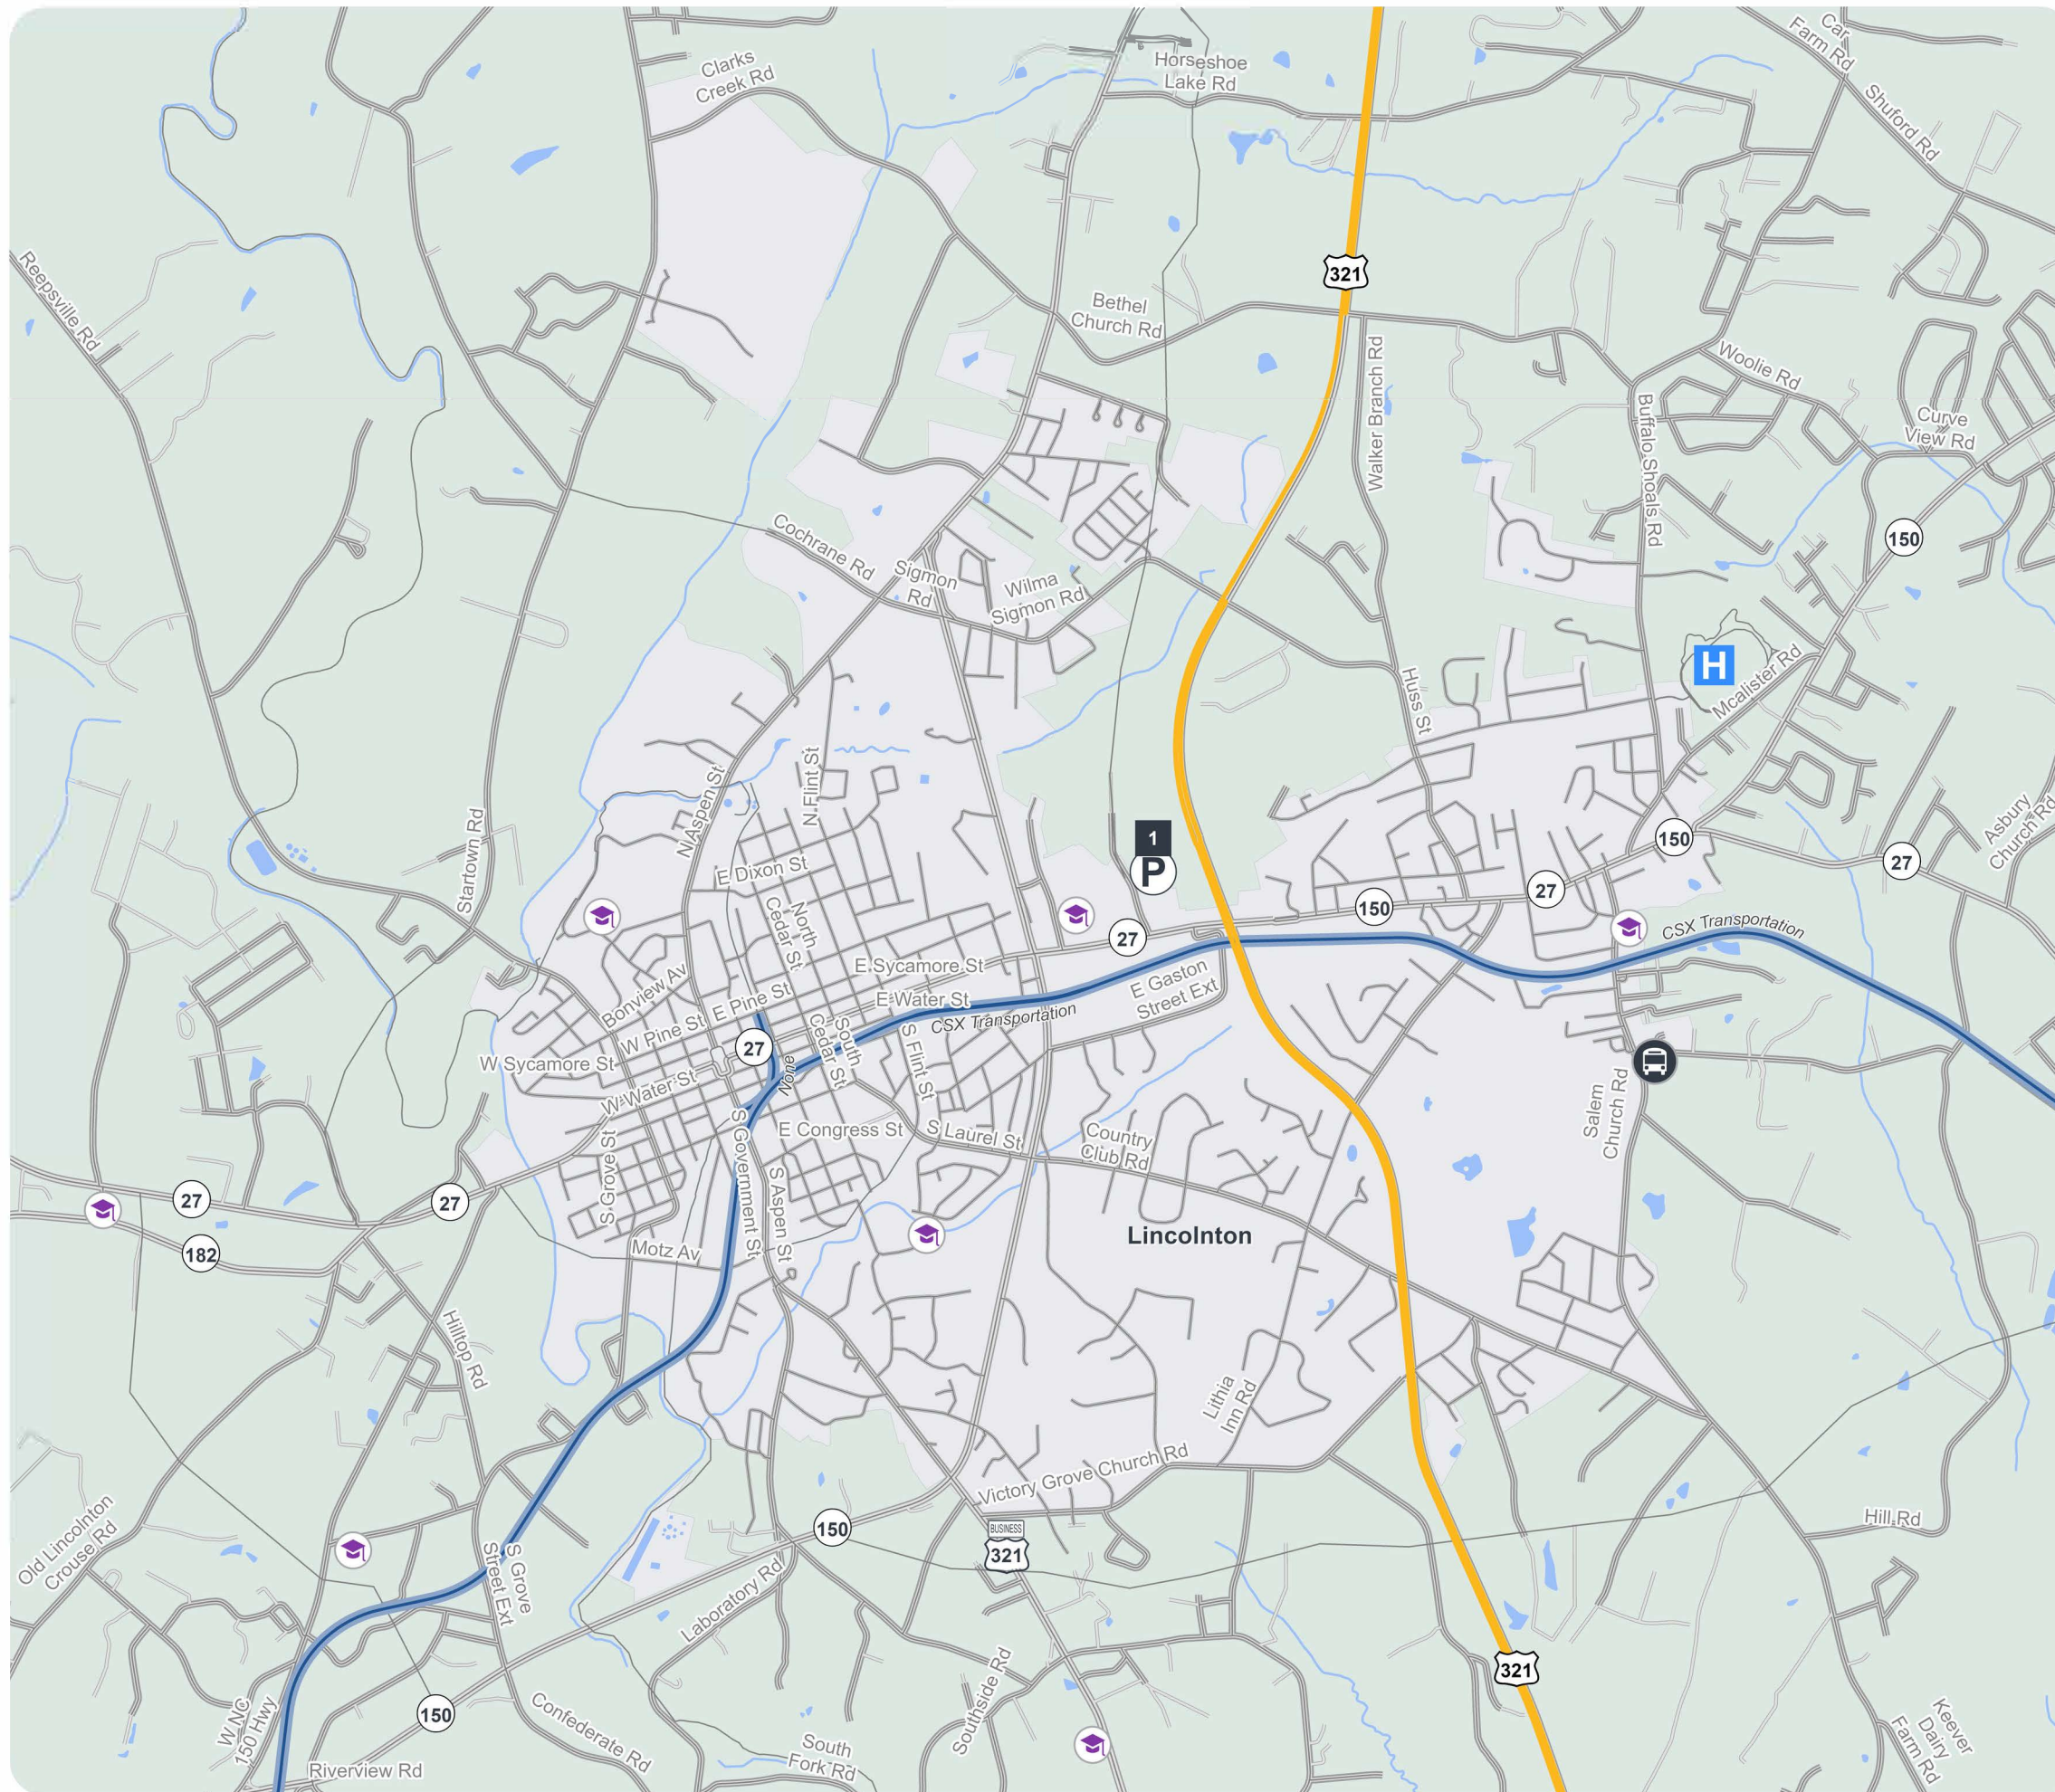 Clarks
Creek Rd
Horseshoe
Lake Rd
Car
Farm Rd
Shuford Rd
Reepsville Rd
321
Bethel
Church Rd
Walker Branch Rd
Woolie Rd
Buffalo Shoals Rd
Curve
View Rd
150
Cochrane Rd
Sigmon
Rd
Wilma
Sigmon Rd
H
Mcalister Rd
Huss St
N Aspen St
N Flint St
Startown Rd
1
P
150
27
Asbury
Church Rd
E Dixon St
North
Cedar St
27
150
27
CSX Transportation
E Sycamore St
E Water St
E Gaston
Street Ext
CSX Transportation
Bonview Av
E Pine St
W Pine St
W Sycamore St
27
None
South
Cedar St
S Flint St
W Water St
S Government St
E Congress St
S Laurel St
Country
Club Rd
Salem
Church Rd
S Grove St
S Aspen St
27
27
182
Motz Av
Lincolnton
Hilltop Rd
Lithia
Inn Rd
Victory Grove Church Rd
150
BUSINESS
321
Hill Rd
Old Lincolnton
Crouse Rd
S Grove
Street Ext
Laboratory Rd
Southside Rd
321
W NC
150 Hwy
150
Confederate Rd
South
Fork Rd
Riverview Rd
Keever
Dairy
Farm Rd